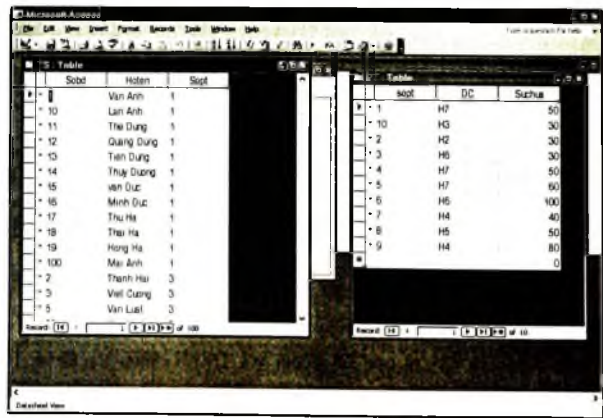 Microsoft Access
File Edit View Insert Format Records Tools Window Help
Type a question for help
S : Table
Sobd Hoten Sopt
1 Van Anh 1
10 Lan Anh 1
11 The Dung 1
12 Quang Dung 1
13 Tien Dung 1
14 Thuy Duong 1
15 van Duc 1
16 Minh Duc 1
17 Thu Ha 1
18 Thai Ha 1
19 Hong Ha 1
100 Mai Anh 1
2 Thanh Hai 3
3 Viet Cuong 3
5 Van Luat 3
Record: 1 of 100
: Table
sopt DC Suchua
1 H7 50
10 H3 30
2 H2 30
3 H6 30
4 H7 50
5 H7 60
6 H5 100
7 H4 40
8 H5 50
9 H4 80
0
Record: 1 of 10
Datasheet View